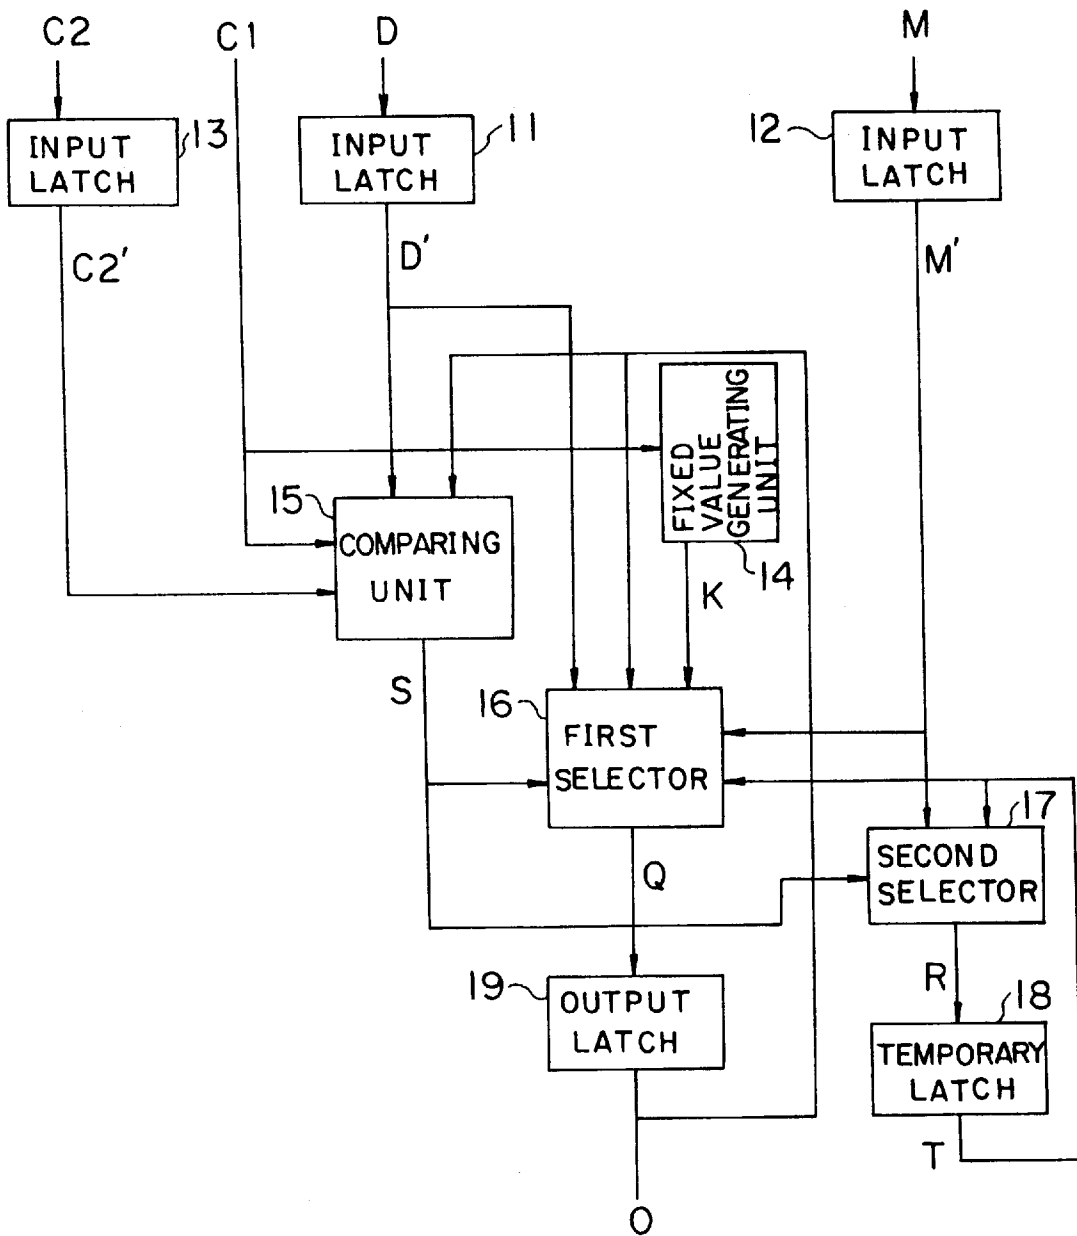 C2
C1
D
M
INPUT
LATCH
13
INPUT
LATCH
11
12
INPUT
LATCH
C2'
D'
M'
FIXED
VALUE
GENERATING
UNIT
14
15
COMPARING
UNIT
K
S
16
FIRST
SELECTOR
17
SECOND
SELECTOR
Q
R
19
OUTPUT
LATCH
18
TEMPORARY
LATCH
T
O